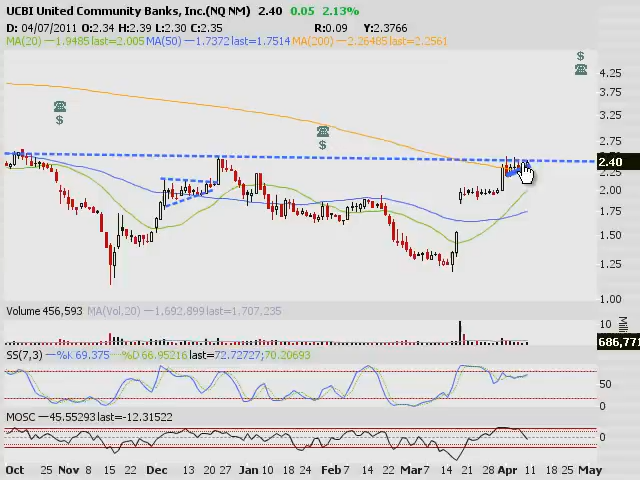 UCBI United Community Banks, Inc.(NQ NM) 2.40 0.05 2.13%
D: 04/07/2011 O:2.34 H:2.39 L:2.30 C:2.35 R:0.09 Y:2.3766
MA(20) —1.9485 last=2.005 MA(50) —1.7372 last=1.7514 MA(200) —2.26485 last=2.2561
$
4.25
3.75
$
$
3.25
2.75
2.40
2.25
2.00
1.75
1.50
1.25
1.00
Volume 456,593 MA(Vol,20) —1,692.899 last=1,707,235
10
Milli
686,771
SS(7,3) —%K 69.375 —%D 66.95216 last=72.72727;70.20693
50
0
MOSC —45.55293 last=-12.31522
0
Oct 25 Nov 8 15 22 Dec 13 20 27 Jan 10 18 24 Feb 7 14 22 Mar 7 14 21 28 Apr 11 18 25 May